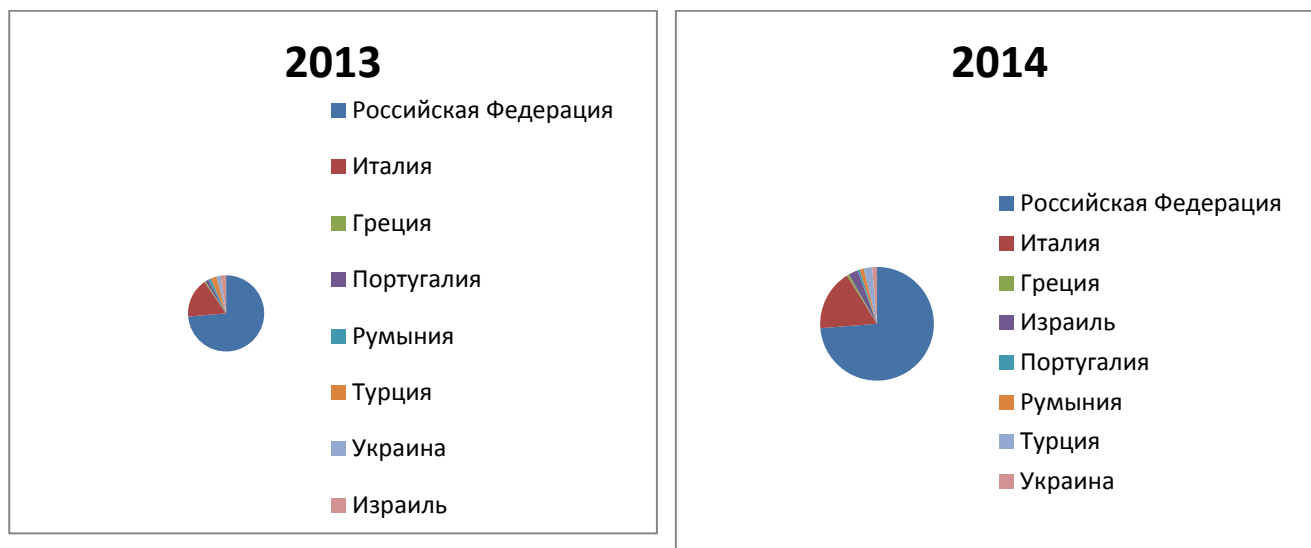 2013
Российская Федерация
Италия
Греция
Португалия
Румыния
Турция
Украина
Израиль
2014
Российская Федерация
Италия
Греция
Израиль
Португалия
Румыния
Турция
Украина